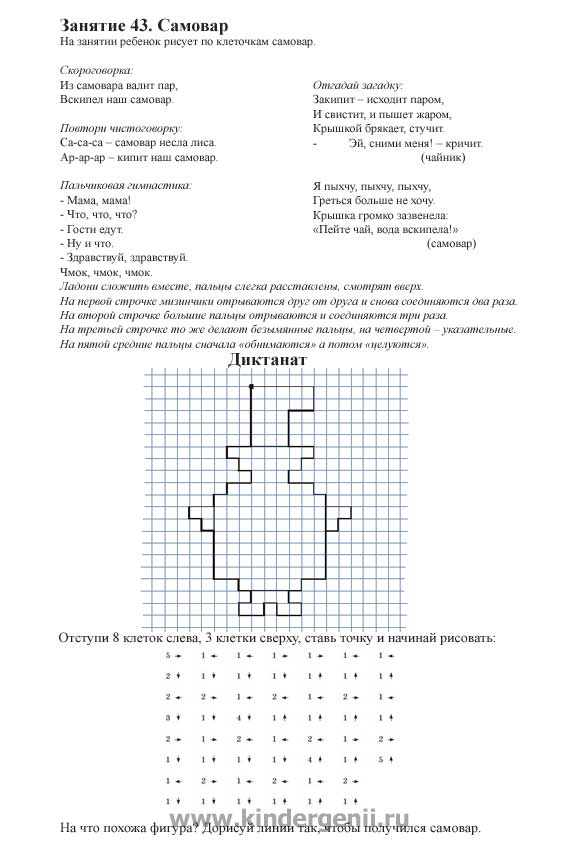 Занятие 43. Самовар
На занятии ребенок рисует по клеточкам самовар.
Скороговорка:
Из самовара валит пар,
Вскипел наш самовар.
Повтори чистоговорку:
Са-са-са – самовар несла лиса.
Ар-ар-ар – кипит наш самовар.
Отгадай загадку:
Закипит – исходит паром,
И свистит, и пышет жаром,
Крышкой брякает, стучит.
- Эй, сними меня! – кричит.
(чайник)
Пальчиковая гимнастика:
- Мама, мама!
- Что, что, что?
- Гости едут.
- Ну и что.
- Здравствуй, здравствуй.
Чмок, чмок, чмок.
Я пыхчу, пыхчу, пыхчу,
Греться больше не хочу.
Крышка громко зазвенела:
«Пейте чай, вода вскипела!»
(самовар)
Ладони сложить вместе, пальцы слегка расставлены, смотрят вверх.
На первой строчке мизинчики отрываются друг от друга и снова соединяются два раза.
На второй строчке большие пальцы отрываются и соединяются три раза.
На третьей строчке то же делают безымянные пальцы, на четвертой – указательные.
На пятой средние пальцы сначала «обнимаются» а потом «целуются».
Диктанат
Отступи 8 клеток слева, 3 клетки сверху, ставь точку и начинай рисовать:
5 → 1 ← 1 ← 1 → 1 → 1 ← 1 ←
2 ↓ 1 ↓ 1 ↓ 1 ↓ 1 ↑ 1 ↑ 1 ↑
2 ← 2 → 1 ← 2 ← 1 ← 2 → 1 ←
3 ↓ 1 ↓ 4 ↓ 1 ↑ 1 ↑ 1 ↑ 1 ↑
2 → 1 → 2 ← 1 ← 2 ← 1 → 2 →
1 ↓ 1 ↓ 1 ↓ 1 ↓ 4 ↑ 1 ↑ 5 ↑
1 ← 2 → 1 ← 2 ← 1 ← 2 →
1 ↓ 1 ↓ 1 ↓ 1 ↑ 1 ↑ 1 ↑
www.kindergenii.ru
На что похожа фигура? Дорисуй линии так, чтобы получился самовар.